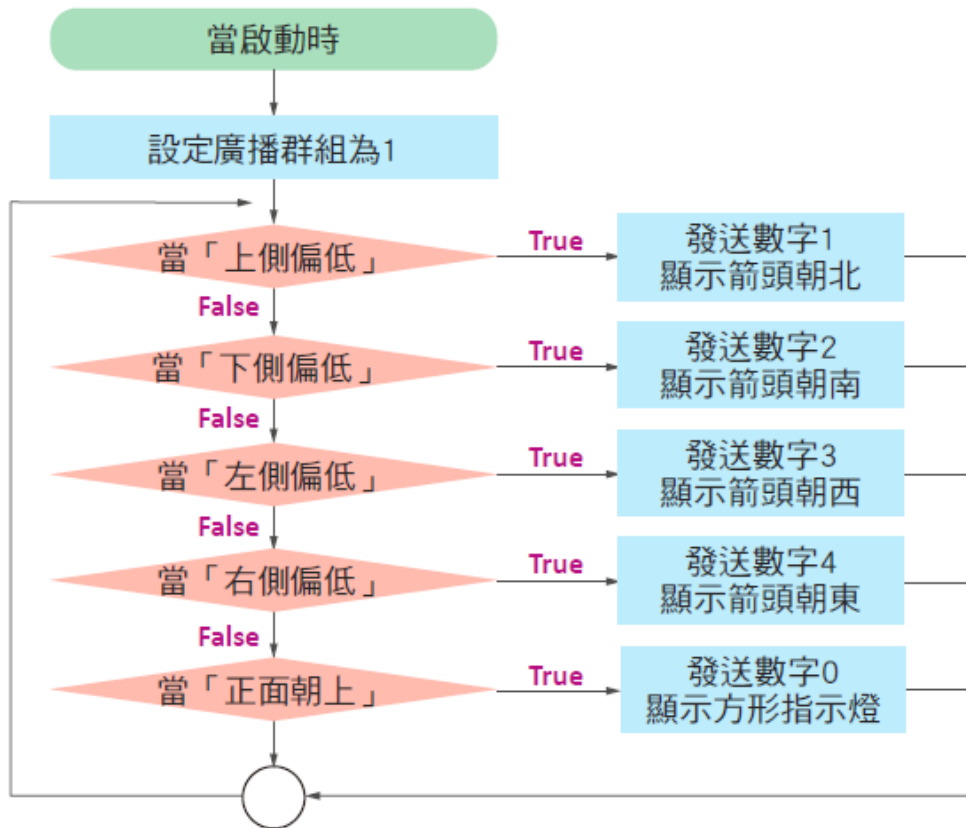 當啟動時
設定廣播群組為1
當「上側偏低」
True
發送數字1
顯示箭頭朝北
False
當「下側偏低」
True
發送數字2
顯示箭頭朝南
False
當「左側偏低」
True
發送數字3
顯示箭頭朝西
False
當「右側偏低」
True
發送數字4
顯示箭頭朝東
False
當「正面朝上」
True
發送數字0
顯示方形指示燈